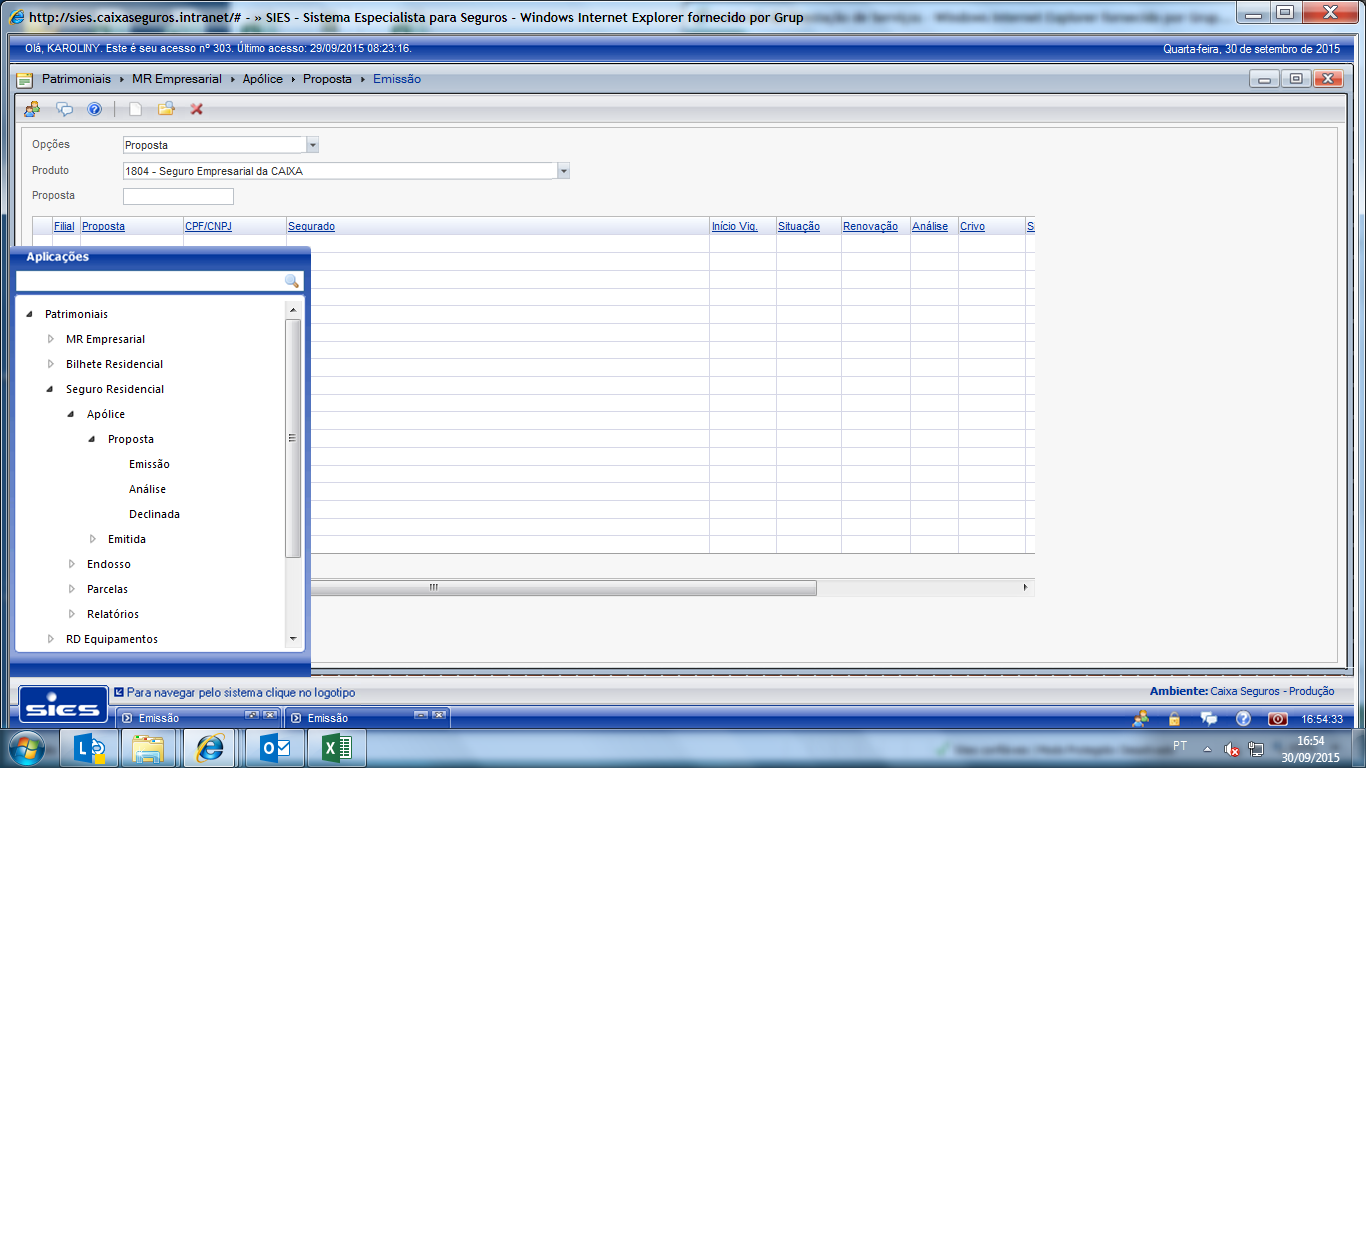 http://sies.caixaseguros.intranet/# - » SIES - Sistema Especialista para Seguros - Windows Internet Explorer fornecido por Grup
Olá, KAROLINY. Este é seu acesso nº 303. Último acesso: 29/09/2015 08:23:16.
Quarta-feira, 30 de setembro de 2015
Patrimoniais MR Empresarial Apólice Proposta Emissão
Opções Proposta
Produto 1804 - Seguro Empresarial da CAIXA
Proposta
Filial Proposta CPF/CNPJ Segurado Início Vig. Situação Renovação Análise Crivo S
Aplicações
Patrimoniais
MR Empresarial
Bilhete Residencial
Seguro Residencial
Apólice
Proposta
Emissão
Análise
Declinada
Emitida
Endosso
Parcelas
Relatórios
RD Equipamentos
sies
Para navegar pelo sistema clique no logotipo
Ambiente: Caixa Seguros - Produção
Emissão
Emissão
16:54:33
PT
16:54
30/09/2015